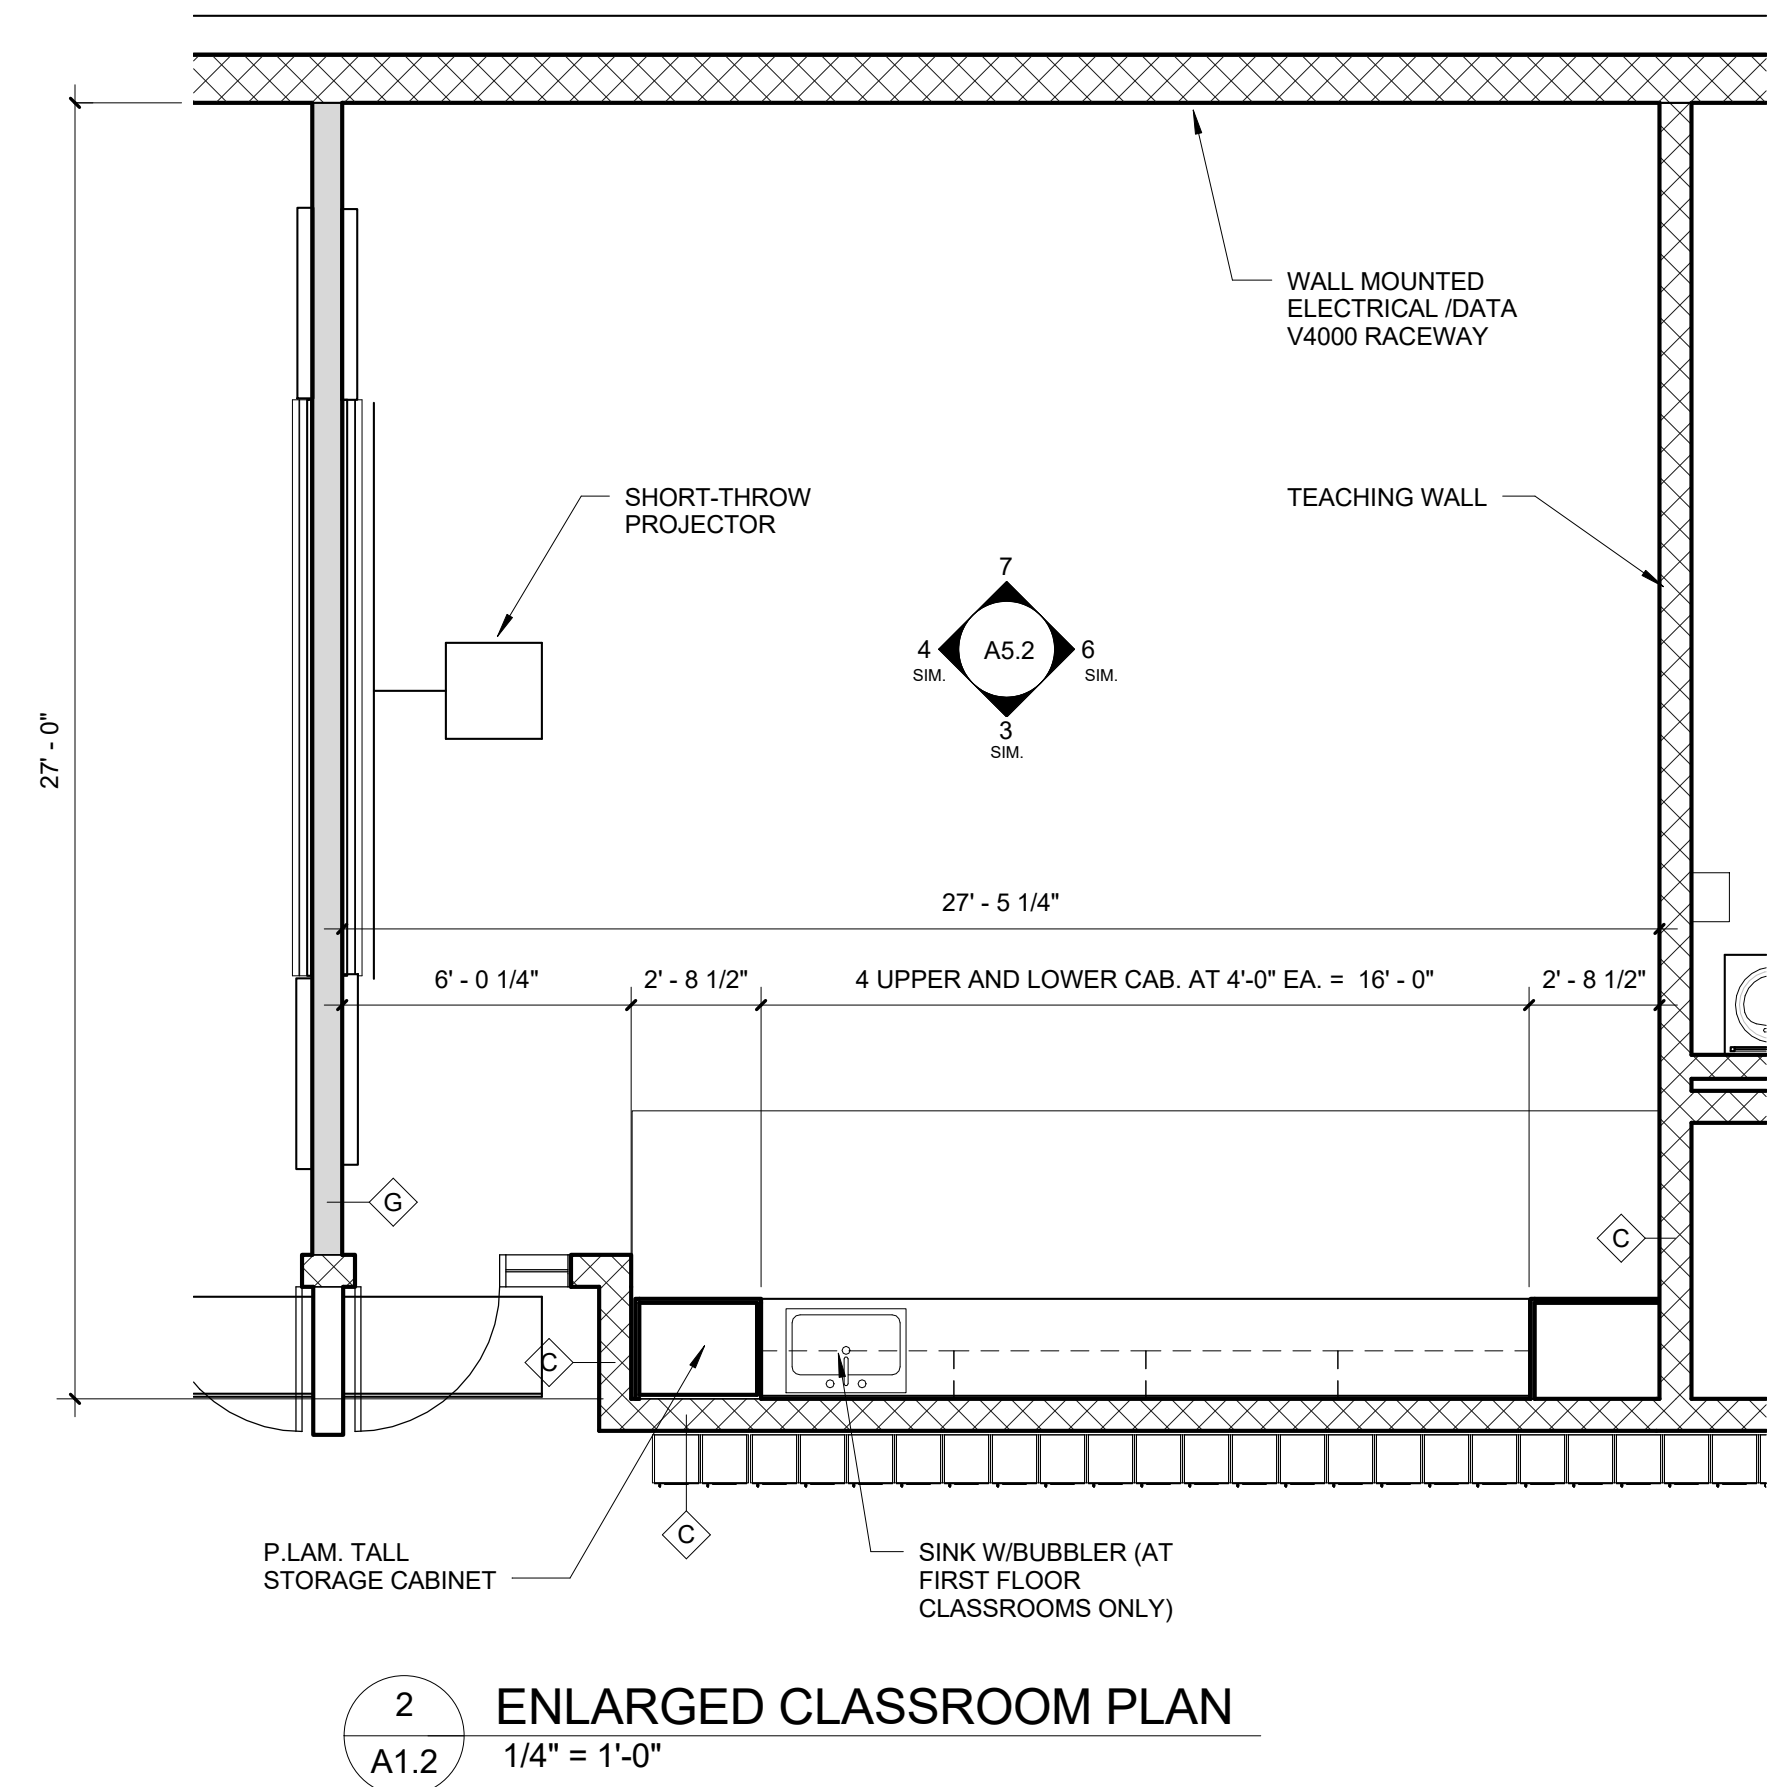 WALL MOUNTED
ELECTRICAL /DATA
V4000 RACEWAY
SHORT-THROW
PROJECTOR
TEACHING WALL
7
4
SIM.
A5.2
6
SIM.
3
SIM.
27' - 0"
27' - 5 1/4"
6' - 0 1/4"
2' - 8 1/2"
4 UPPER AND LOWER CAB. AT 4'-0" EA. = 16' - 0"
2' - 8 1/2"
G
C
C
C
P.LAM. TALL
STORAGE CABINET
SINK W/BUBBLER (AT
FIRST FLOOR
CLASSROOMS ONLY)
2
A1.2
ENLARGED CLASSROOM PLAN
1/4" = 1'-0"